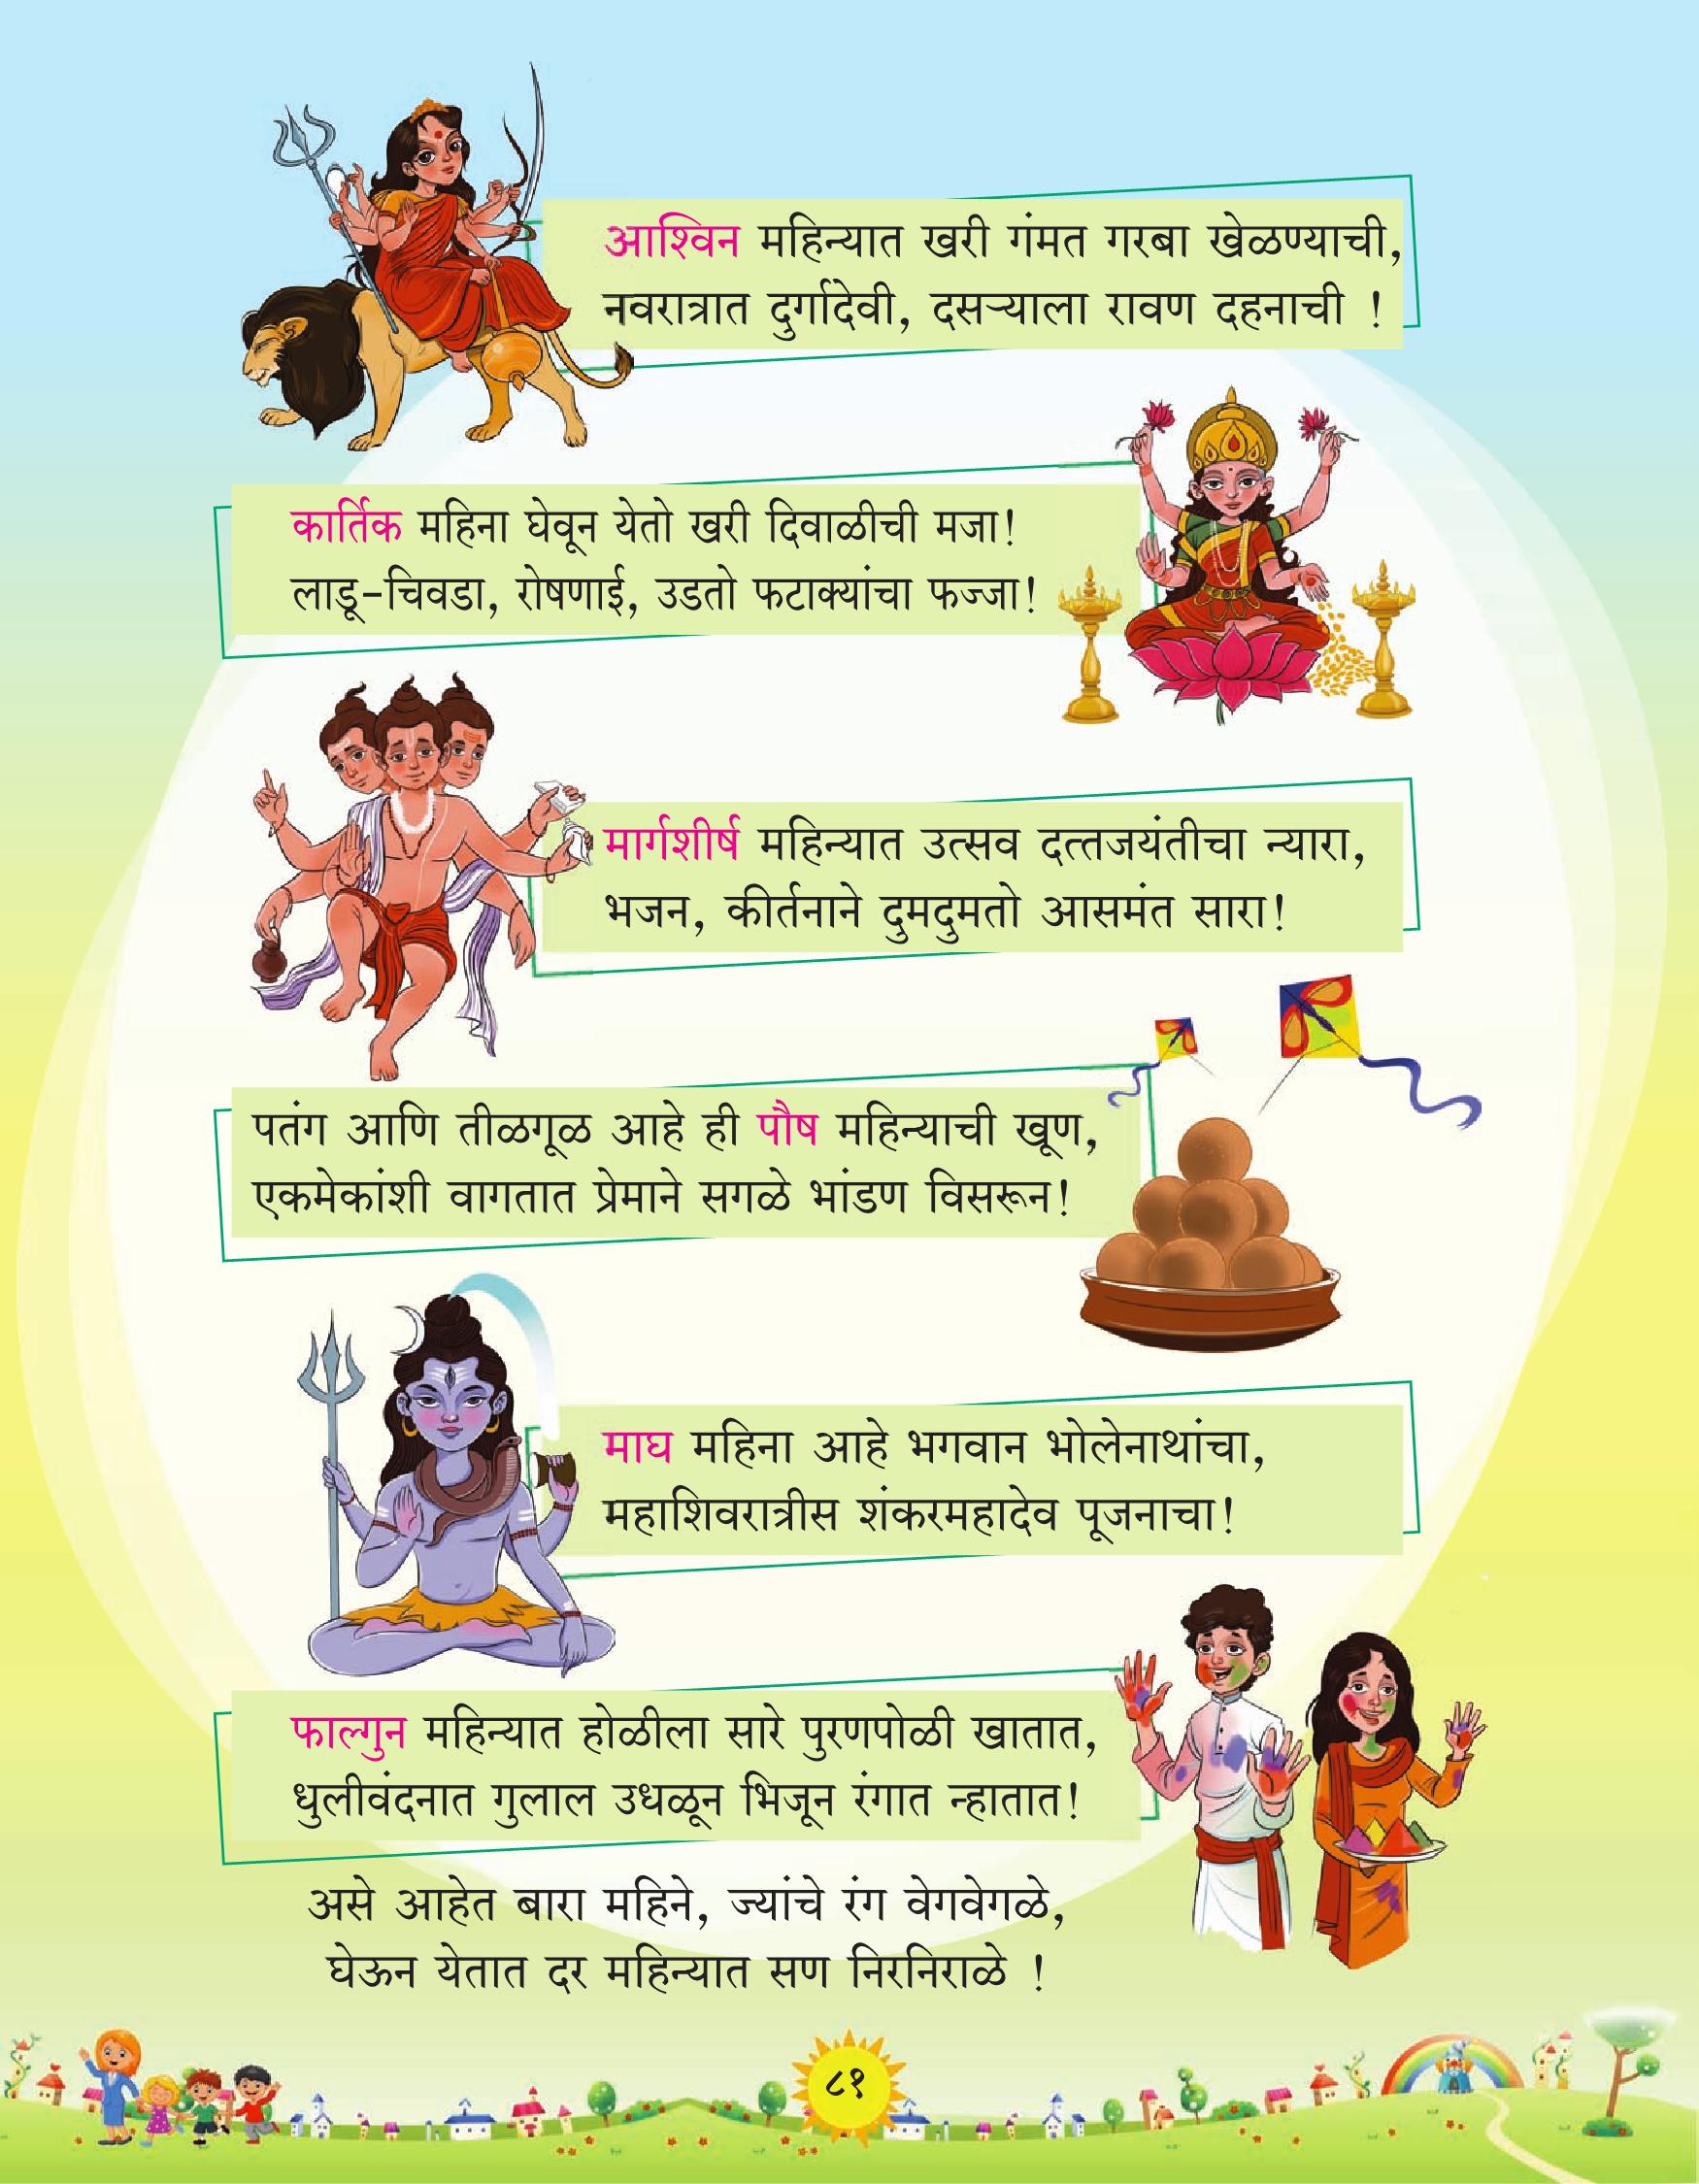 आश्विन महिन्यात खरी गंमत गरबा खेळण्याची,
नवरात्रात दुर्गादेवी, दसऱ्याला रावण दहनाची !
कार्तिक महिना घेवून येतो खरी दिवाळीची मजा!
लाडू-चिवडा, रोषणाई, उडतो फटाक्यांचा फज्जा!
मार्गशीर्ष महिन्यात उत्सव दत्तजयंतीचा न्यारा,
भजन, कीर्तनाने दुमदुमतो आसमंत सारा!
पतंग आणि तीळगूळ आहे ही पौष महिन्याची खूण,
एकमेकांशी वागतात प्रेमाने सगळे भांडण विसरून!
माघ महिना आहे भगवान भोलेनाथांचा,
महाशिवरात्रीस शंकरमहादेव पूजनाचा!
फाल्गुन महिन्यात होळीला सारे पुरणपोळी खातात,
धुलीवंदनात गुलाल उधळून भिजून रंगात न्हातात!
असे आहेत बारा महिने, ज्यांचे रंग वेगवेगळे,
घेऊन येतात दर महिन्यात सण निरनिराळे !
८१